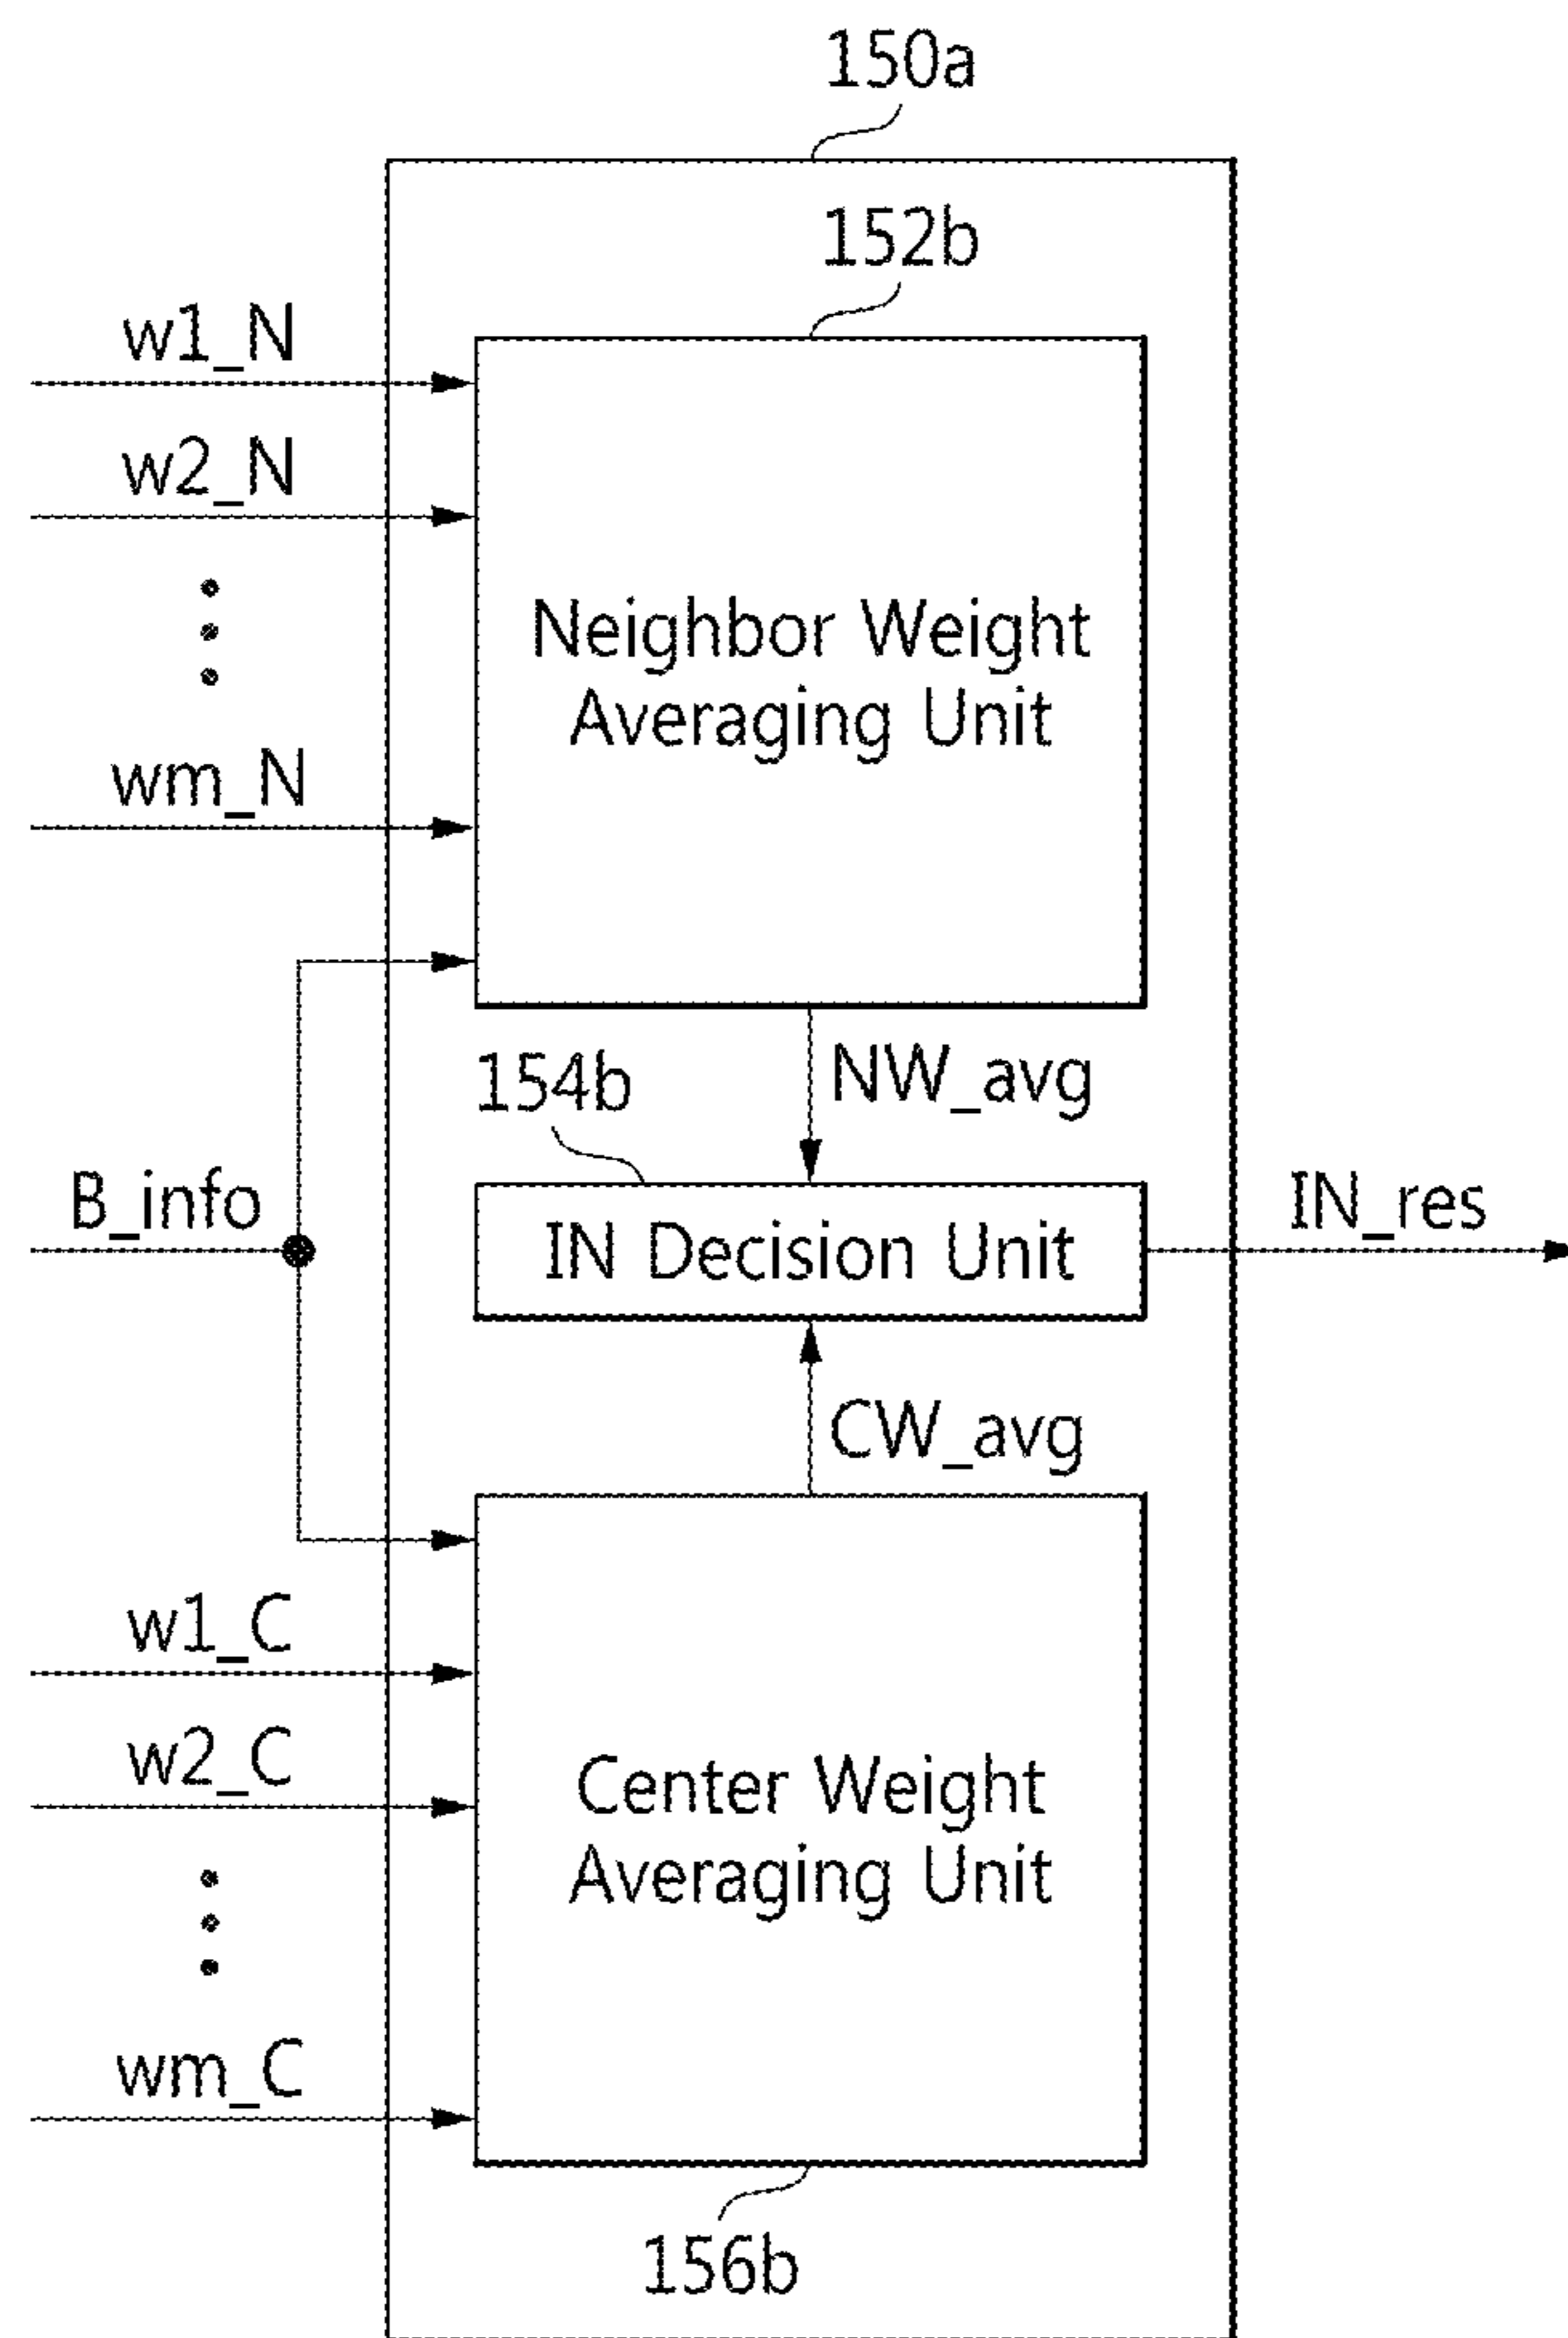 150a
152b
w1_N
w2_N
Neighbor Weight
Averaging Unit
wm_N
NW_avg
154b
B_info
IN Decision Unit
IN_res
CW_avg
w1_C
w2_C
Center Weight
Averaging Unit
wm_C
156b